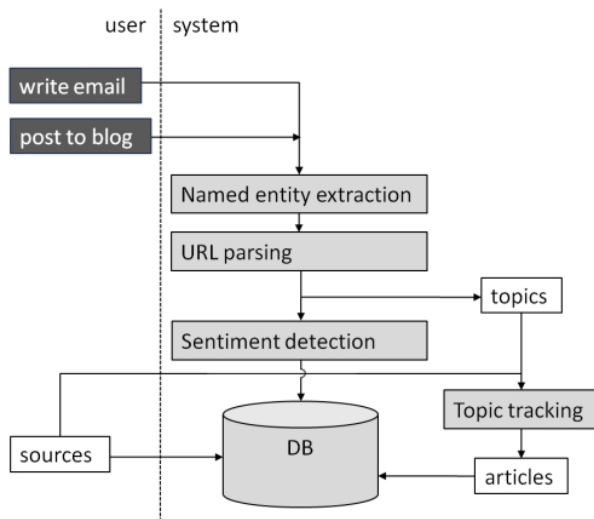 user
system
write email
post to blog
Named entity extraction
URL parsing
topics
Sentiment detection
Topic tracking
DB
sources
articles